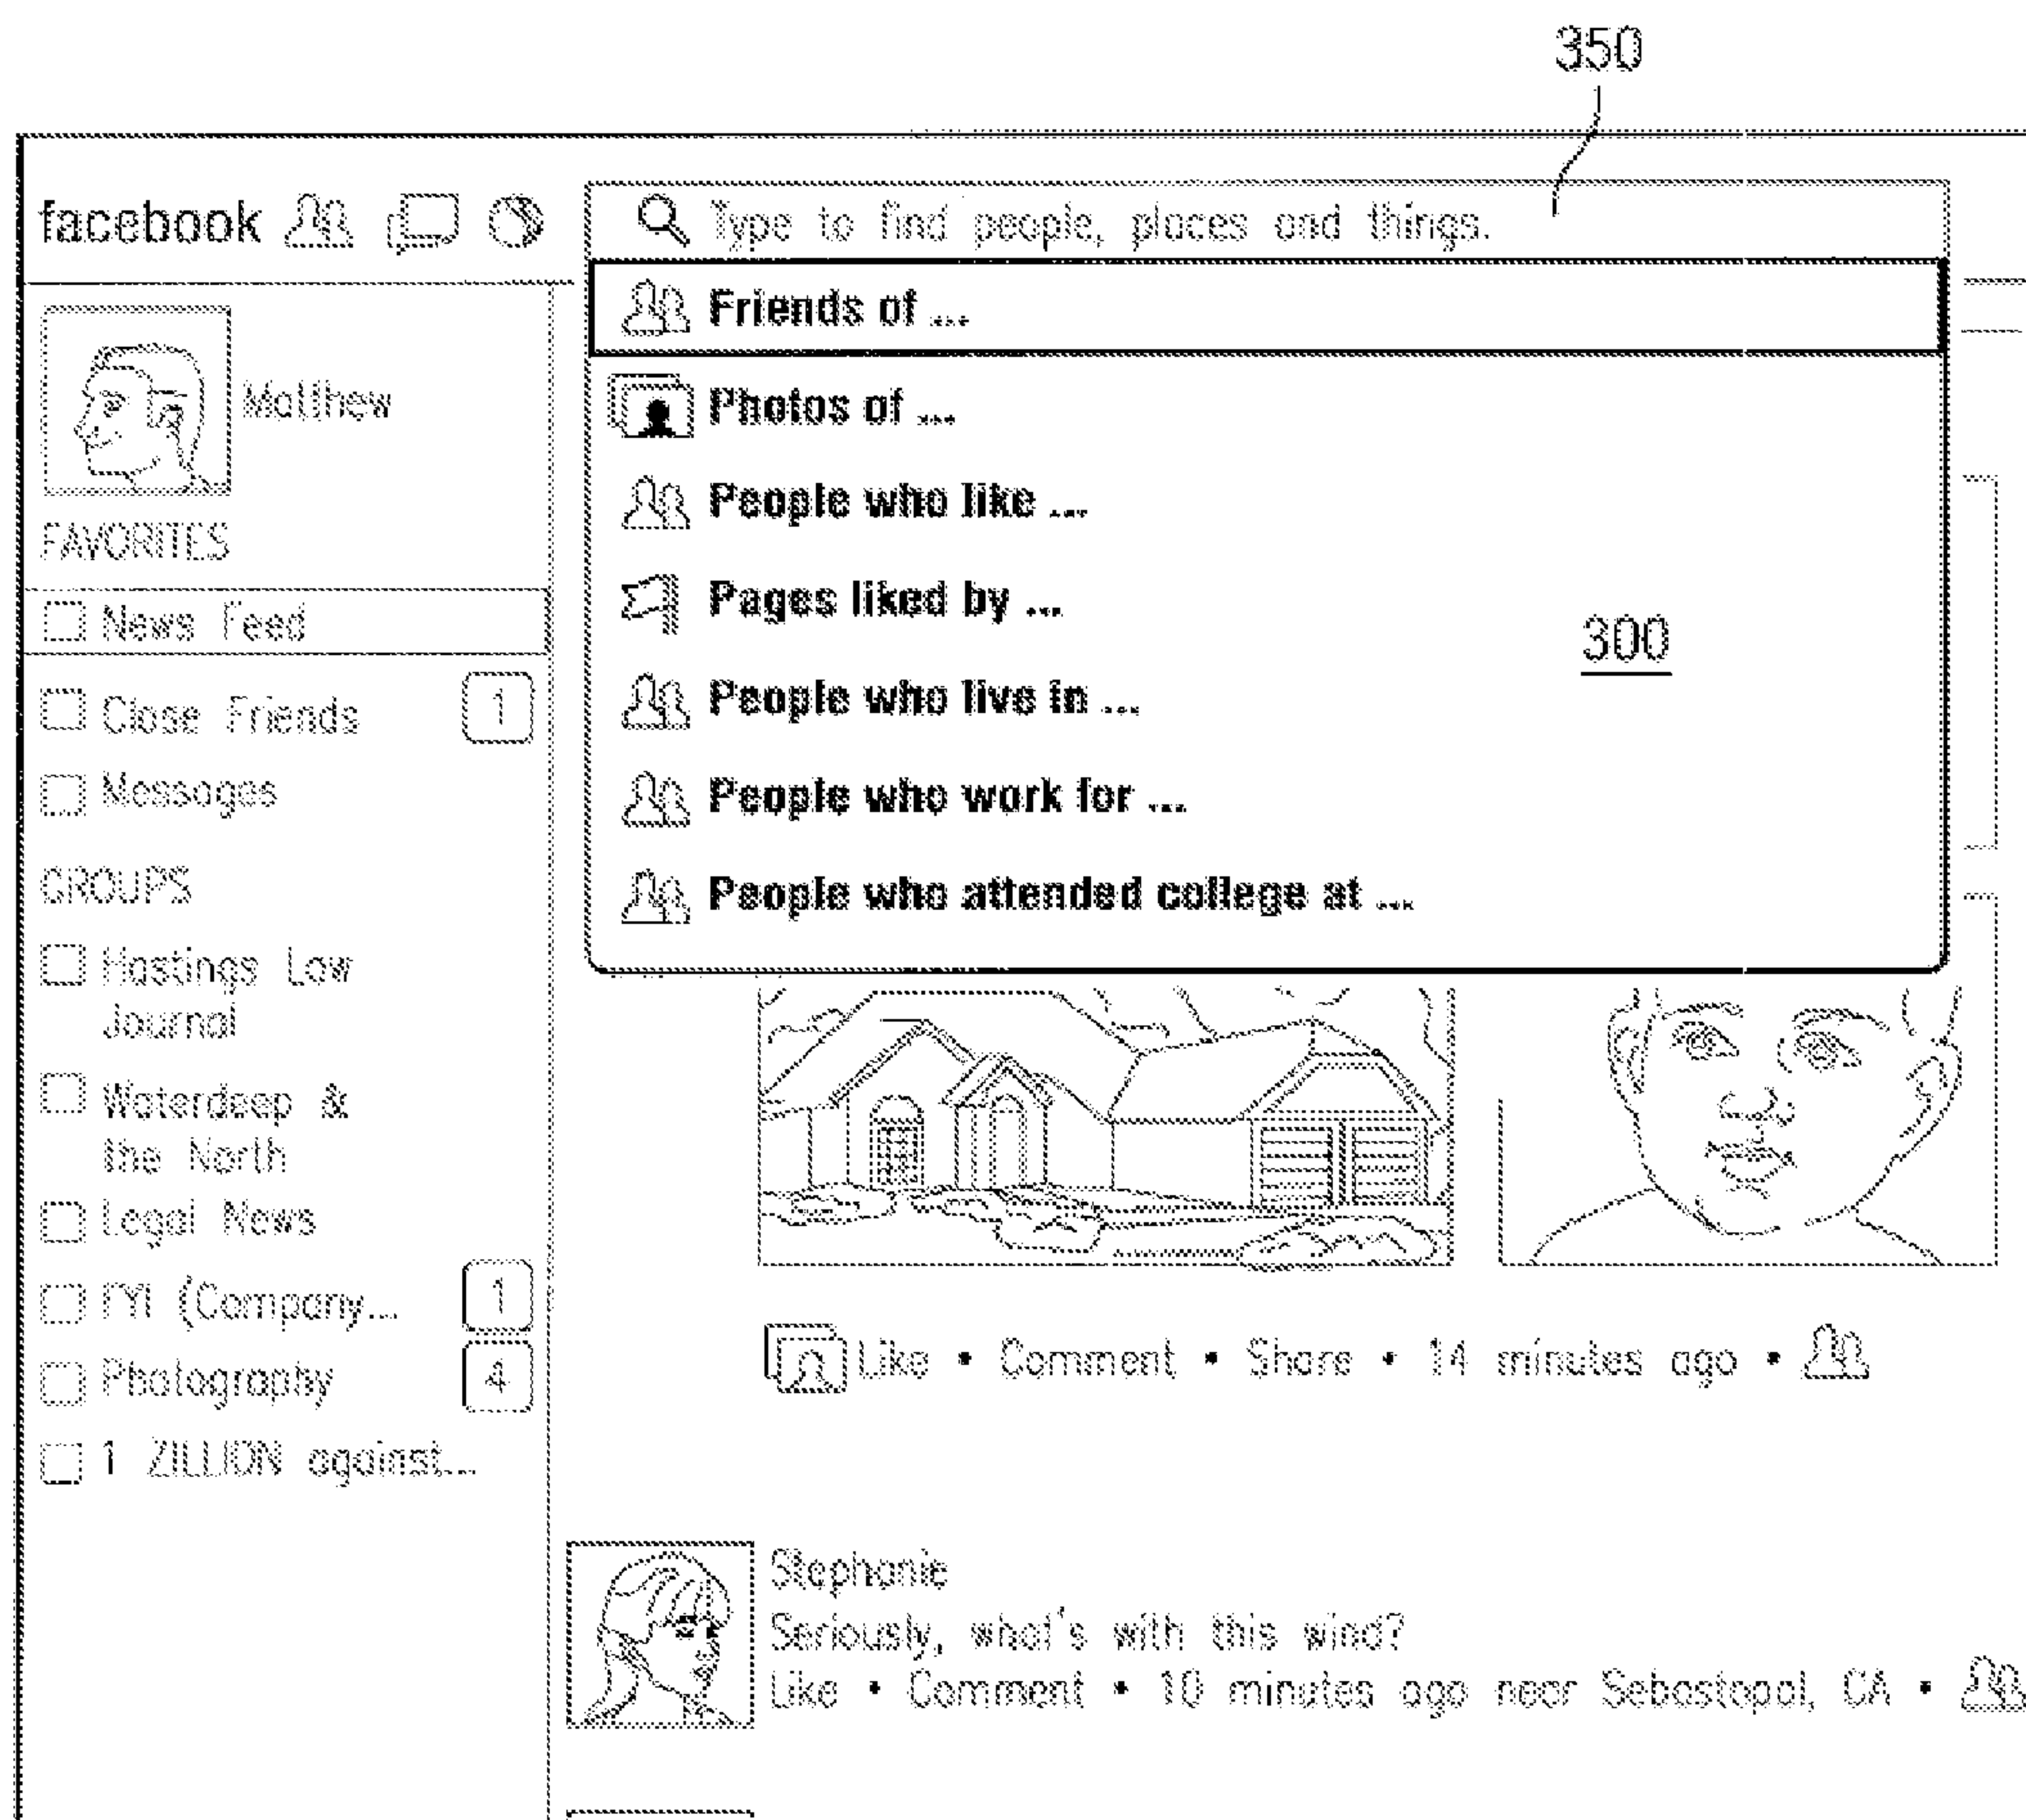 350
facebook
Type to find people, places and things.
Friends of ...
Photos of ...
People who like ...
Pages liked by ...
People who live in ...
People who work for ...
People who attended college at ...
300
Matthew
FAVORITES
News Feed
Close Friends 1
Messages
GROUPS
Hastings Law
Journal
Waterdeep &
the North
Legal News
FYI (Company... 1
Photography 4
1 ZILLION against...
Like • Comment • Share • 14 minutes ago •
Stephanie
Seriously, what's with this wind?
Like • Comment • 10 minutes ago near Sebastopol, CA •